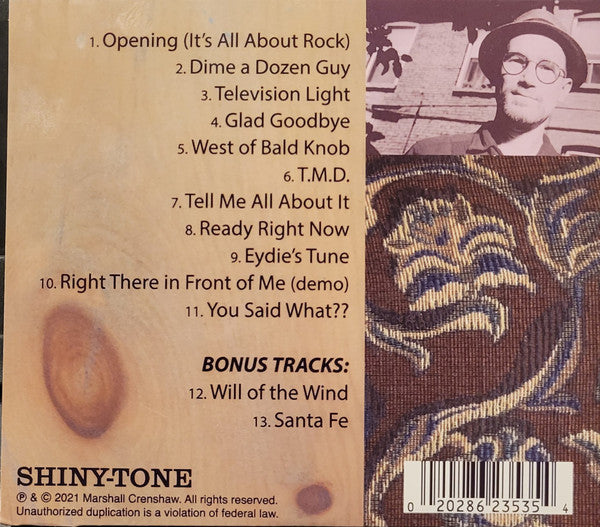 1. Opening (It's All About Rock)
2. Dime a Dozen Guy
3. Television Light
4. Glad Goodbye
5. West of Bald Knob
6. T.M.D.
7. Tell Me All About It
8. Ready Right Now
9. Eydie's Tune
10. Right There in Front of Me (demo)
11. You Said What??
BONUS TRACKS:
12. Will of the Wind
13. Santa Fe
SHINY-TONE
℗ & © 2021 Marshall Crenshaw. All rights reserved.
Unauthorized duplication is a violation of federal law.
0 20286 23535 4